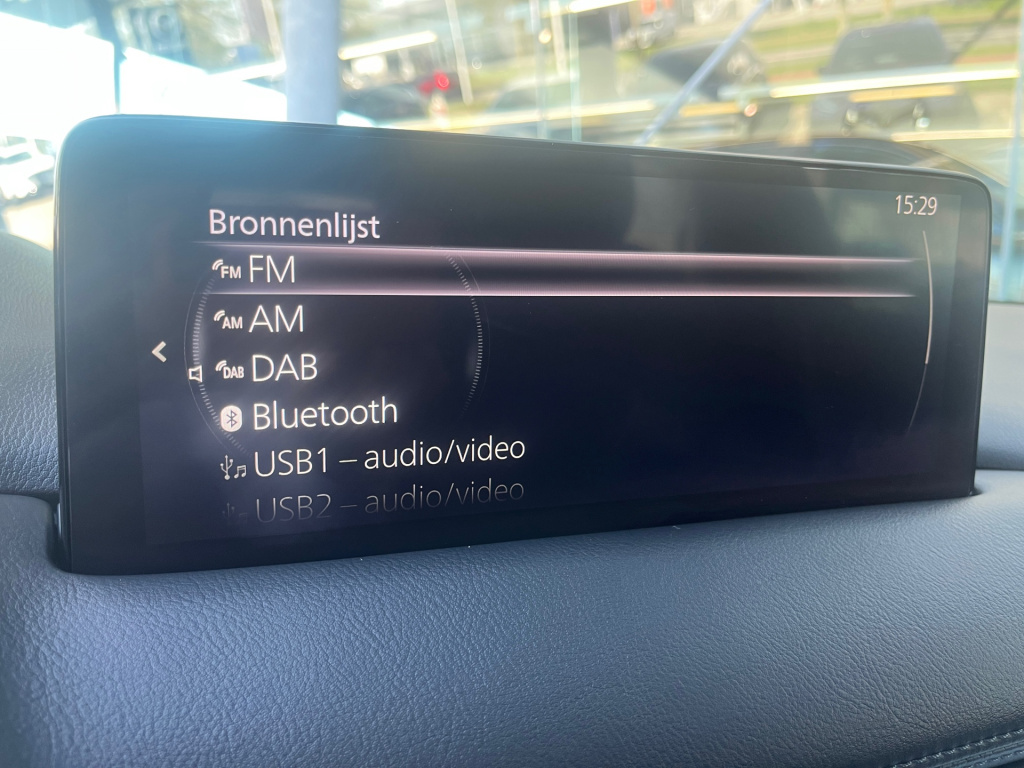 15:29
Bronnenlijst
FM FM
AM AM
DAB DAB
Bluetooth
USB1 – audio/video
USB2 – audio/video